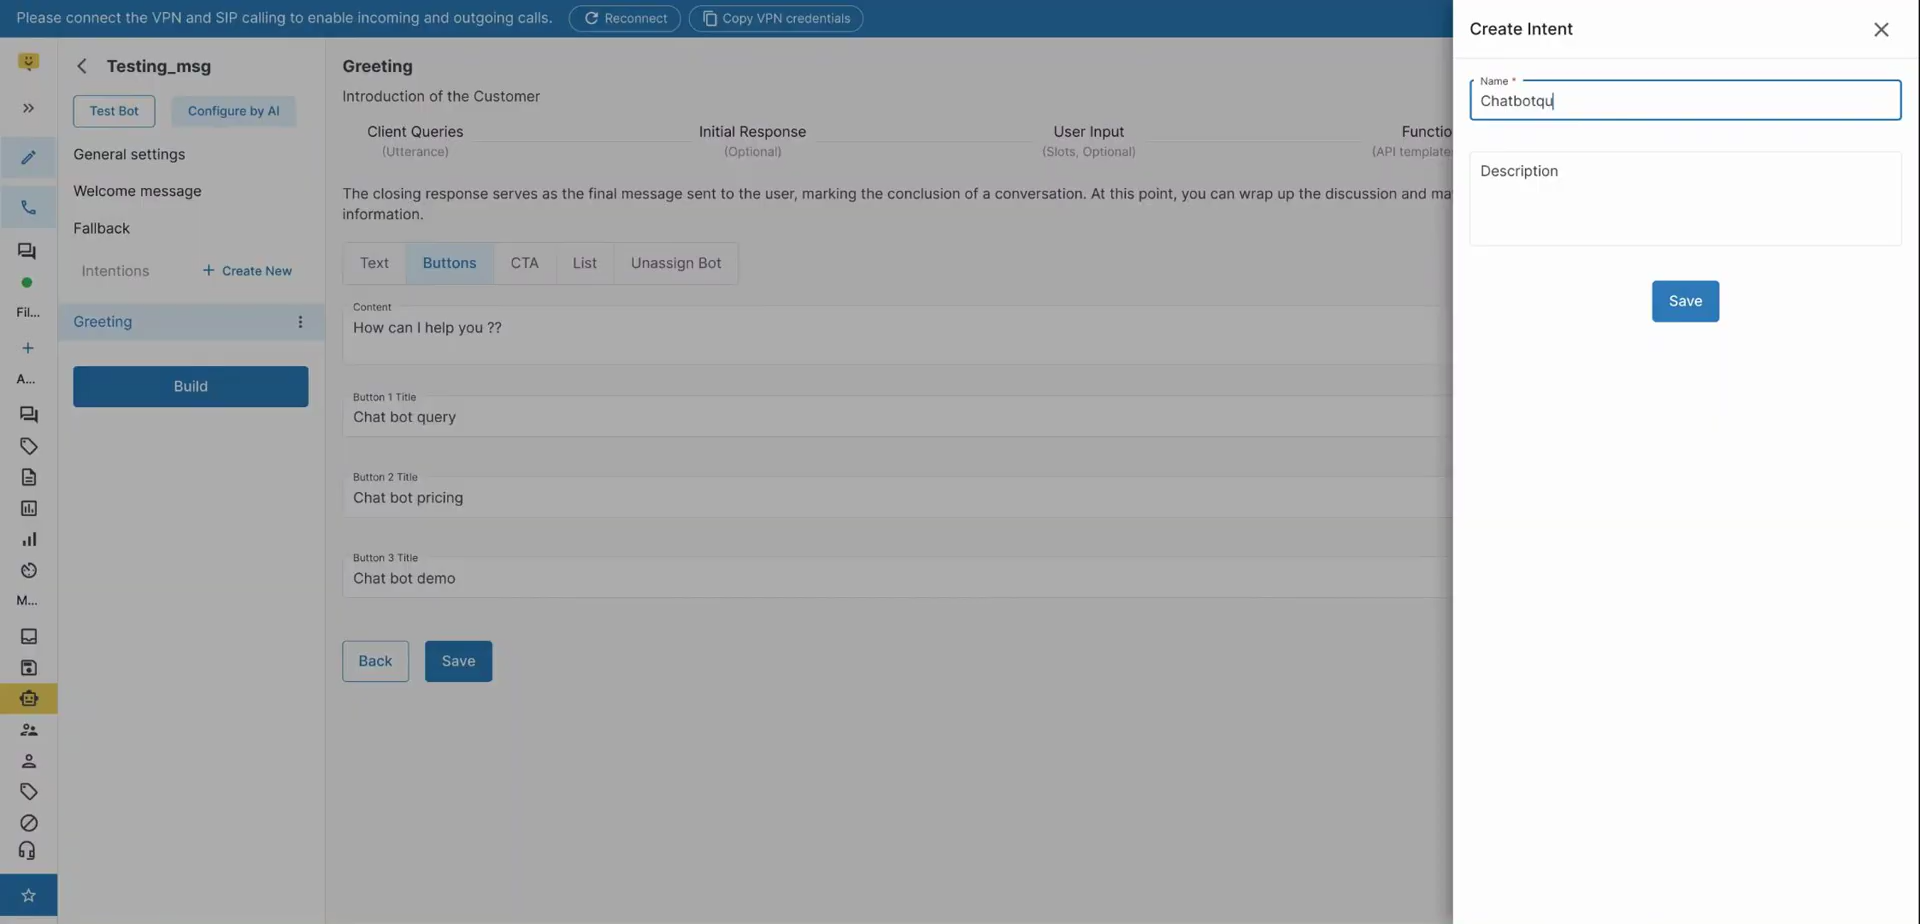 Please connect the VPN and SIP calling to enable incoming and outgoing calls.
Reconnect
Copy VPN credentials
Testing_msg
Test Bot
Configure by AI
General settings
Welcome message
Fallback
Intentions
+ Create New
Greeting
Build
Fil...
A...
M...
Greeting
Introduction of the Customer
Client Queries
(Utterance)
Initial Response
(Optional)
User Input
(Slots, Optional)
Functio
(API template
The closing response serves as the final message sent to the user, marking the conclusion of a conversation. At this point, you can wrap up the discussion and ma
information.
Text
Buttons
CTA
List
Unassign Bot
Content
How can I help you ??
Button 1 Title
Chat bot query
Button 2 Title
Chat bot pricing
Button 3 Title
Chat bot demo
Back
Save
Create Intent
Name *
Chatbotqu
Description
Save